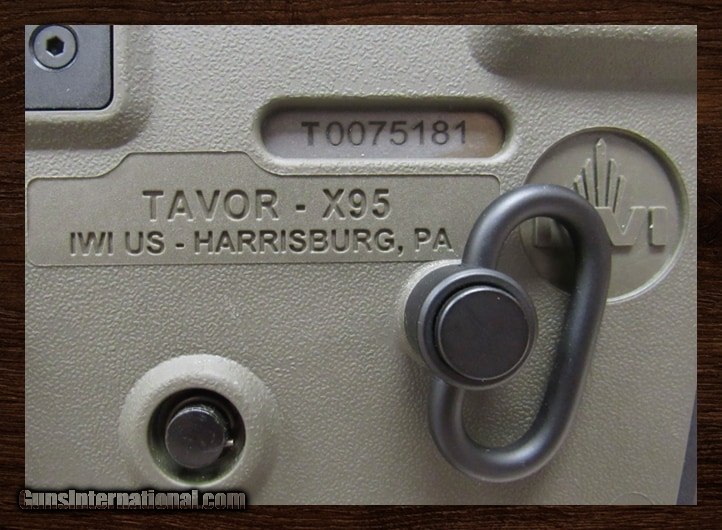 T0075181
TAVOR - X95
IWI US - HARRISBURG, PA
GunsInternational.com